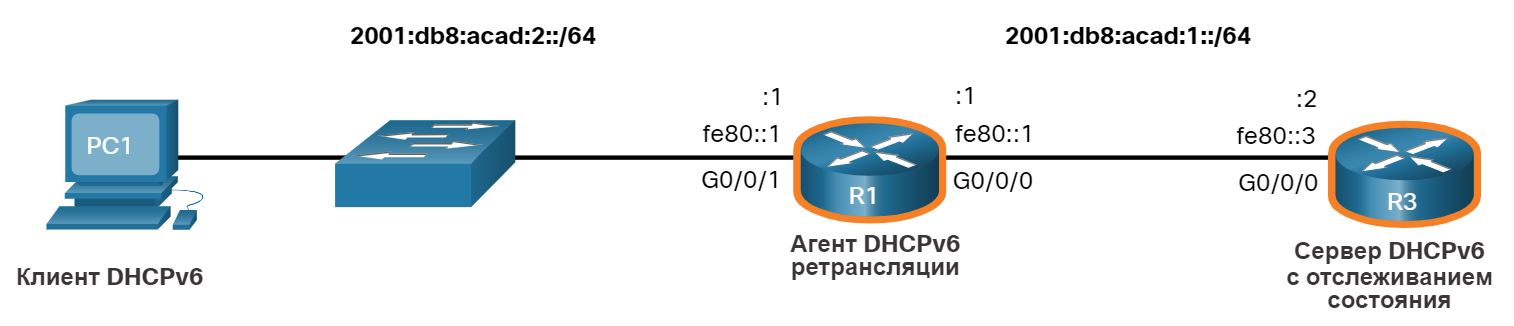 2001:db8:acad:2::/64
2001:db8:acad:1::/64
:1
:1
:2
fe80::1
fe80::1
fe80::3
PC1
G0/0/1
G0/0/0
G0/0/0
R1
R3
Агент DHCPv6
ретрансляции
Сервер DHCPv6
с отслеживанием
состояния
Клиент DHCPv6